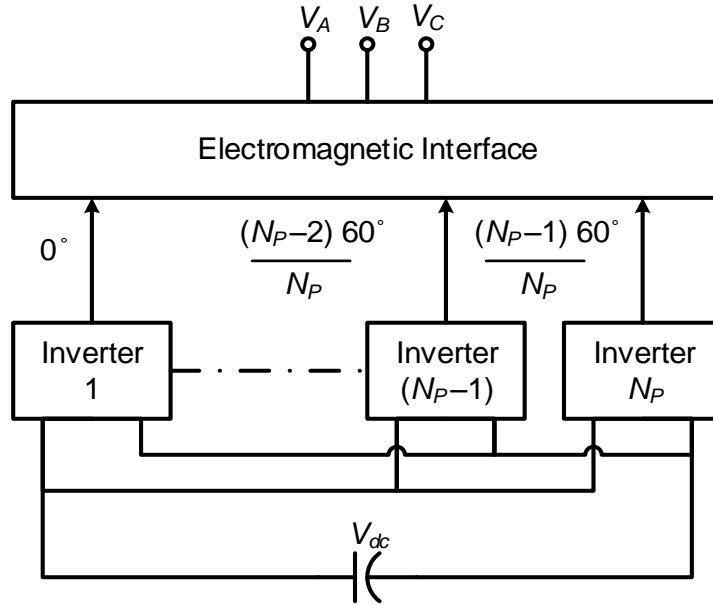 V_A V_B V_C
Electromagnetic Interface
0° (N_P–2) 60° (N_P–1) 60°
N_P N_P
Inverter Inverter Inverter
1 (N_P–1) N_P
V_dc